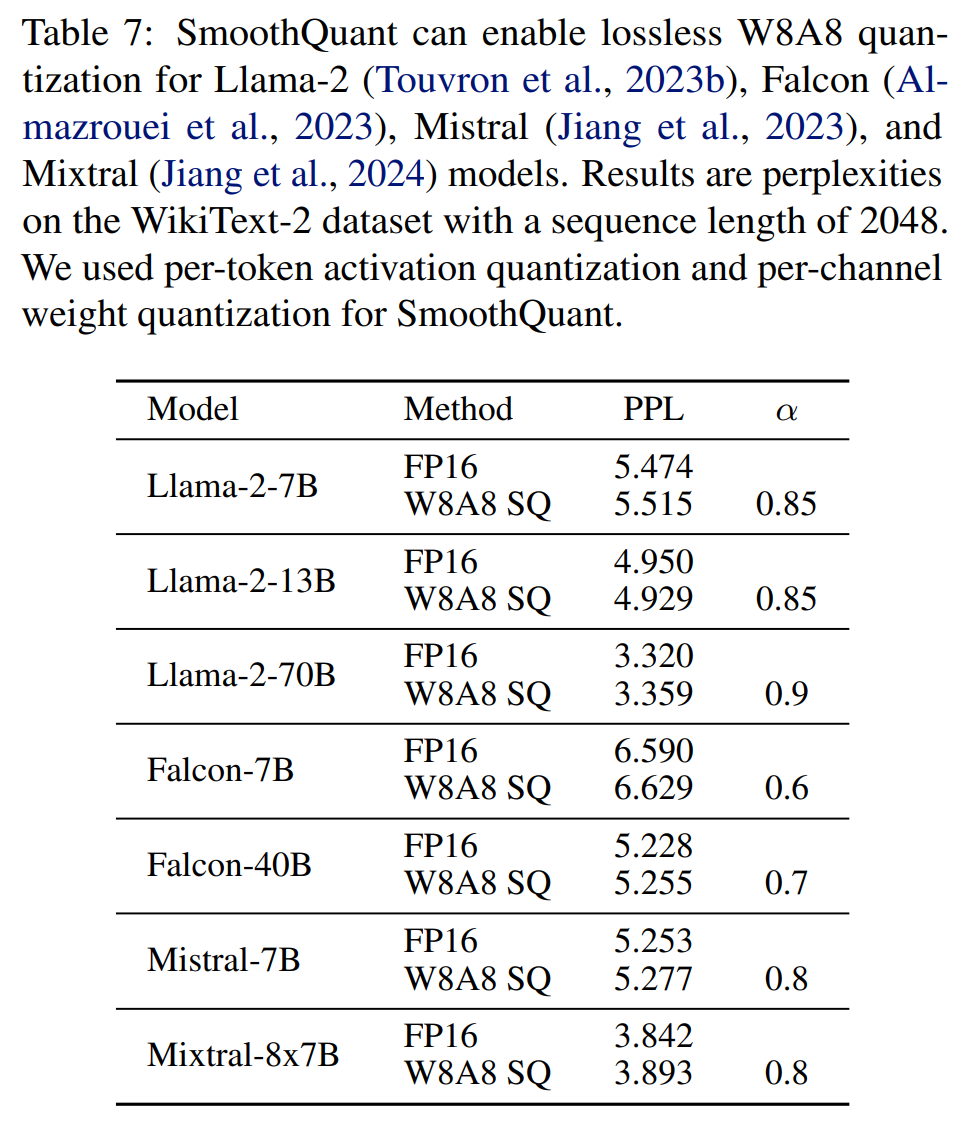 Table 7: SmoothQuant can enable lossless W8A8 quan-
tization for Llama-2 (Touvron et al., 2023b), Falcon (Al-
mazrouei et al., 2023), Mistral (Jiang et al., 2023), and
Mixtral (Jiang et al., 2024) models. Results are perplexities
on the WikiText-2 dataset with a sequence length of 2048.
We used per-token activation quantization and per-channel
weight quantization for SmoothQuant.
Model Method PPL α
Llama-2-7B
FP16 5.474
W8A8 SQ 5.515 0.85
Llama-2-13B
FP16 4.950
W8A8 SQ 4.929 0.85
Llama-2-70B
FP16 3.320
W8A8 SQ 3.359 0.9
Falcon-7B
FP16 6.590
W8A8 SQ 6.629 0.6
Falcon-40B
FP16 5.228
W8A8 SQ 5.255 0.7
Mistral-7B
FP16 5.253
W8A8 SQ 5.277 0.8
Mixtral-8x7B
FP16 3.842
W8A8 SQ 3.893 0.8